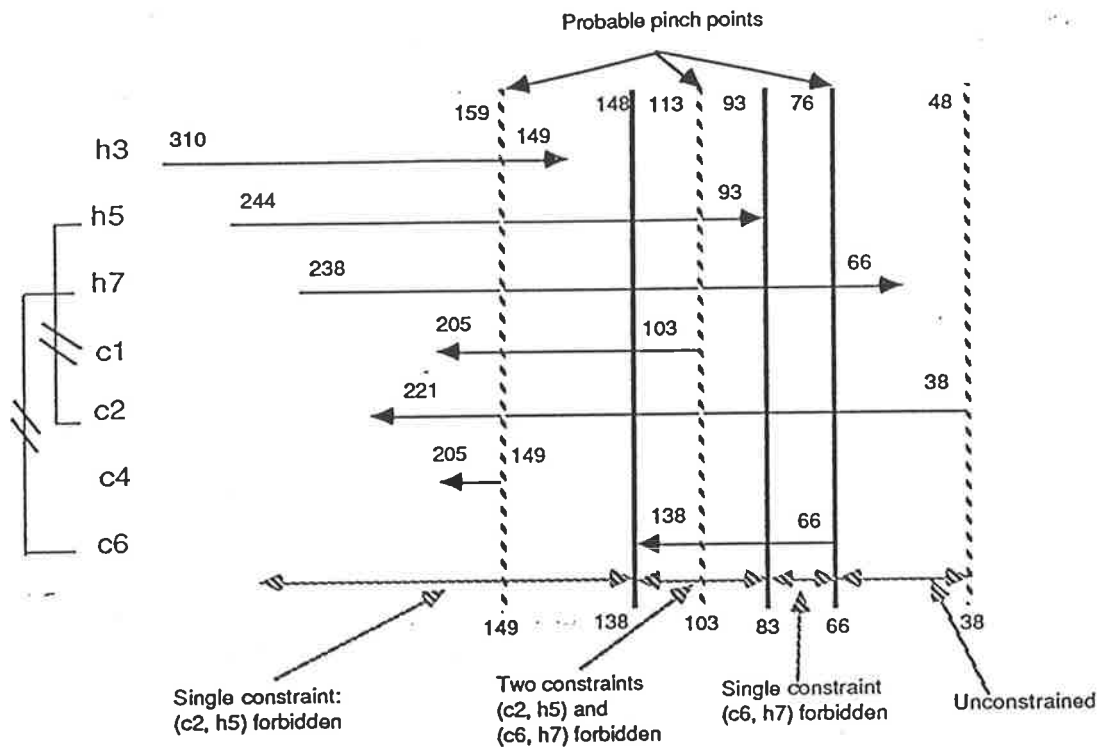 Probable pinch points
159 148 113 93 76 48
h3 310 149
h5 244 93
h7 238 66
c1 205 103
c2 221 38
c4 205 149
c6 138 66
149 138 103 83 66 38
Single constraint:
(c2, h5) forbidden
Two constraints
(c2, h5) and
(c6, h7) forbidden
Single constraint
(c6, h7) forbidden
Unconstrained